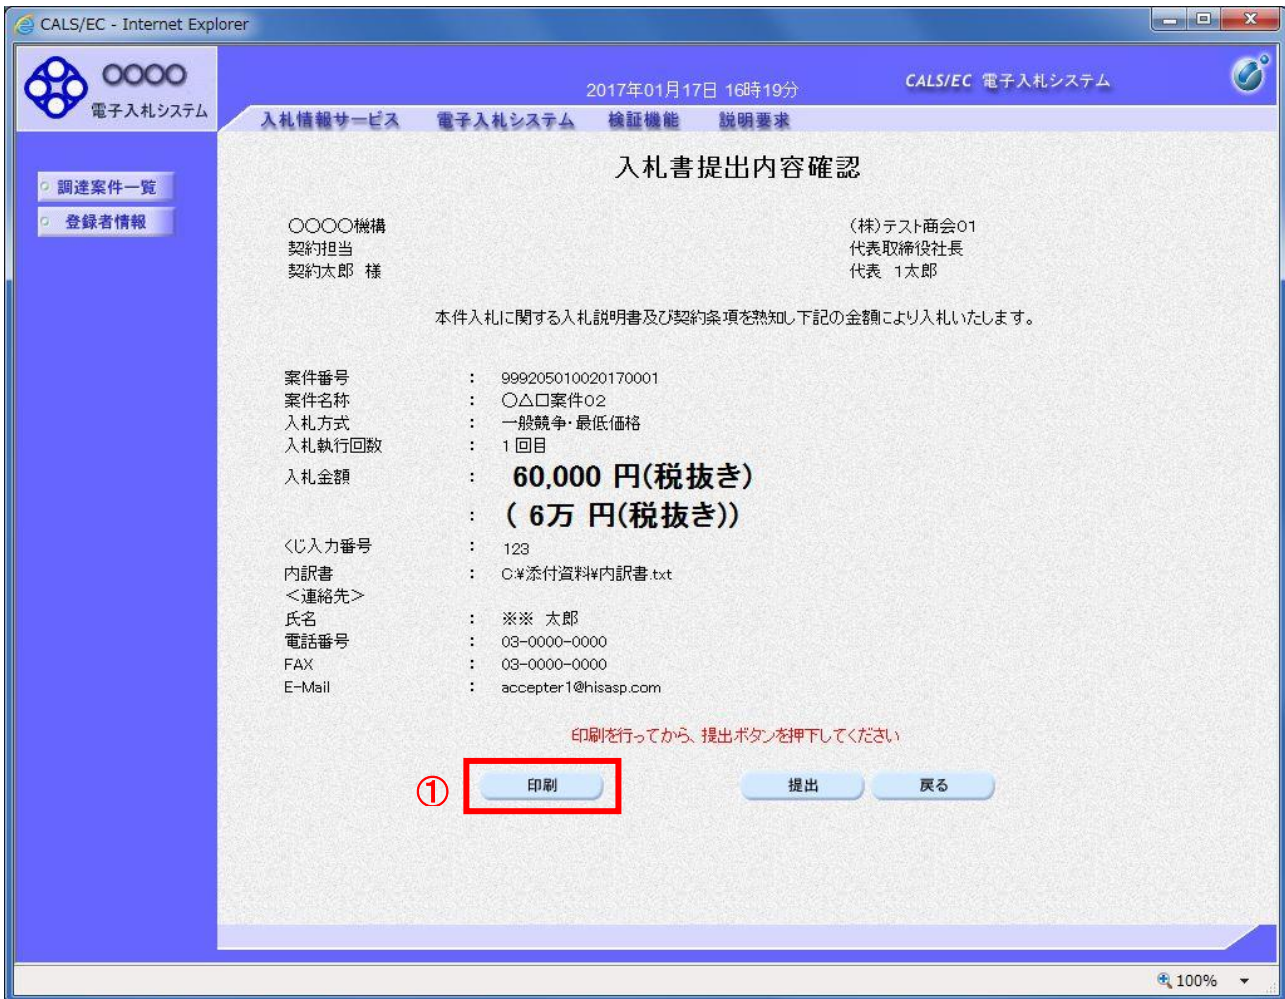 CALS/EC - Internet Explorer
〇〇〇〇
電子入札システム
2017年01月17日 16時19分
CALS/EC 電子入札システム
入札情報サービス 電子入札システム 検証機能 説明要求
調達案件一覧
登録者情報
入札書提出内容確認
〇〇〇〇機構
契約担当
契約太郎 様
(株)テスト商会01
代表取締役社長
代表 1太郎
本件入札に関する入札説明書及び契約条項を熟知し下記の金額により入札いたします。
案件番号 : 999205010020170001
案件名称 : 〇△口案件02
入札方式 : 一般競争・最低価格
入札執行回数 : 1回目
入札金額 : 60,000 円(税抜き)
: ( 6万 円(税抜き))
くじ入力番号 : 123
内訳書 : C:¥添付資料¥内訳書.txt
<連絡先>
氏名 : ※※ 太郎
電話番号 : 03-0000-0000
FAX : 03-0000-0000
E-Mail : accepter1@hisasp.com
印刷を行ってから、提出ボタンを押下してください
① 印刷 提出 戻る
100%